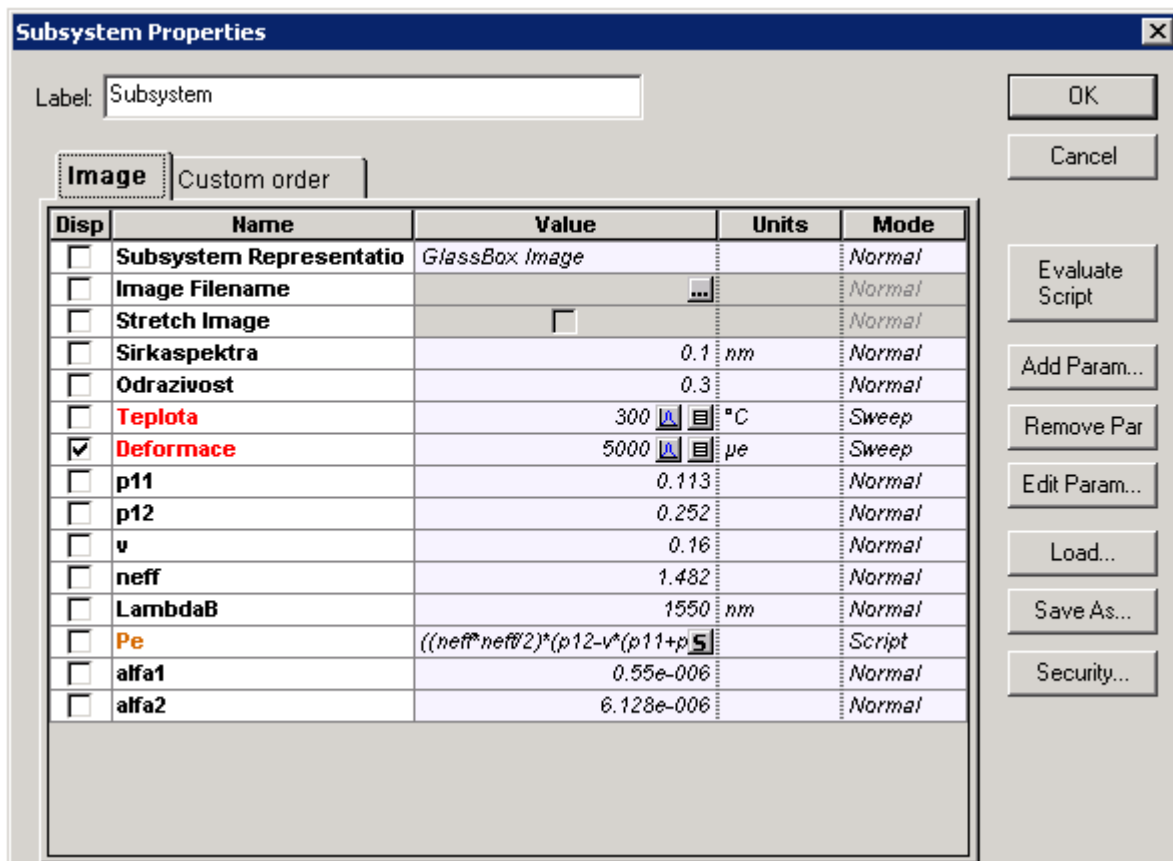 Subsystem Properties
Label: Subsystem
OK
Cancel
Image Custom order
Disp Name Value Units Mode
Subsystem Representatio GlassBox Image Normal
Image Filename ... Normal
Stretch Image Normal
Sirkaspektra 0.1 nm Normal
Odrazivost 0.3 Normal
Teplota 300 °C Sweep
Deformace 5000 µe Sweep
p11 0.113 Normal
p12 0.252 Normal
v 0.16 Normal
neff 1.482 Normal
LambdaB 1550 nm Normal
Pe ((neff*neff/2)*(p12-v*(p11+p S Script
alfa1 0.55e-006 Normal
alfa2 6.128e-006 Normal
Evaluate
Script
Add Param...
Remove Par
Edit Param...
Load...
Save As...
Security...